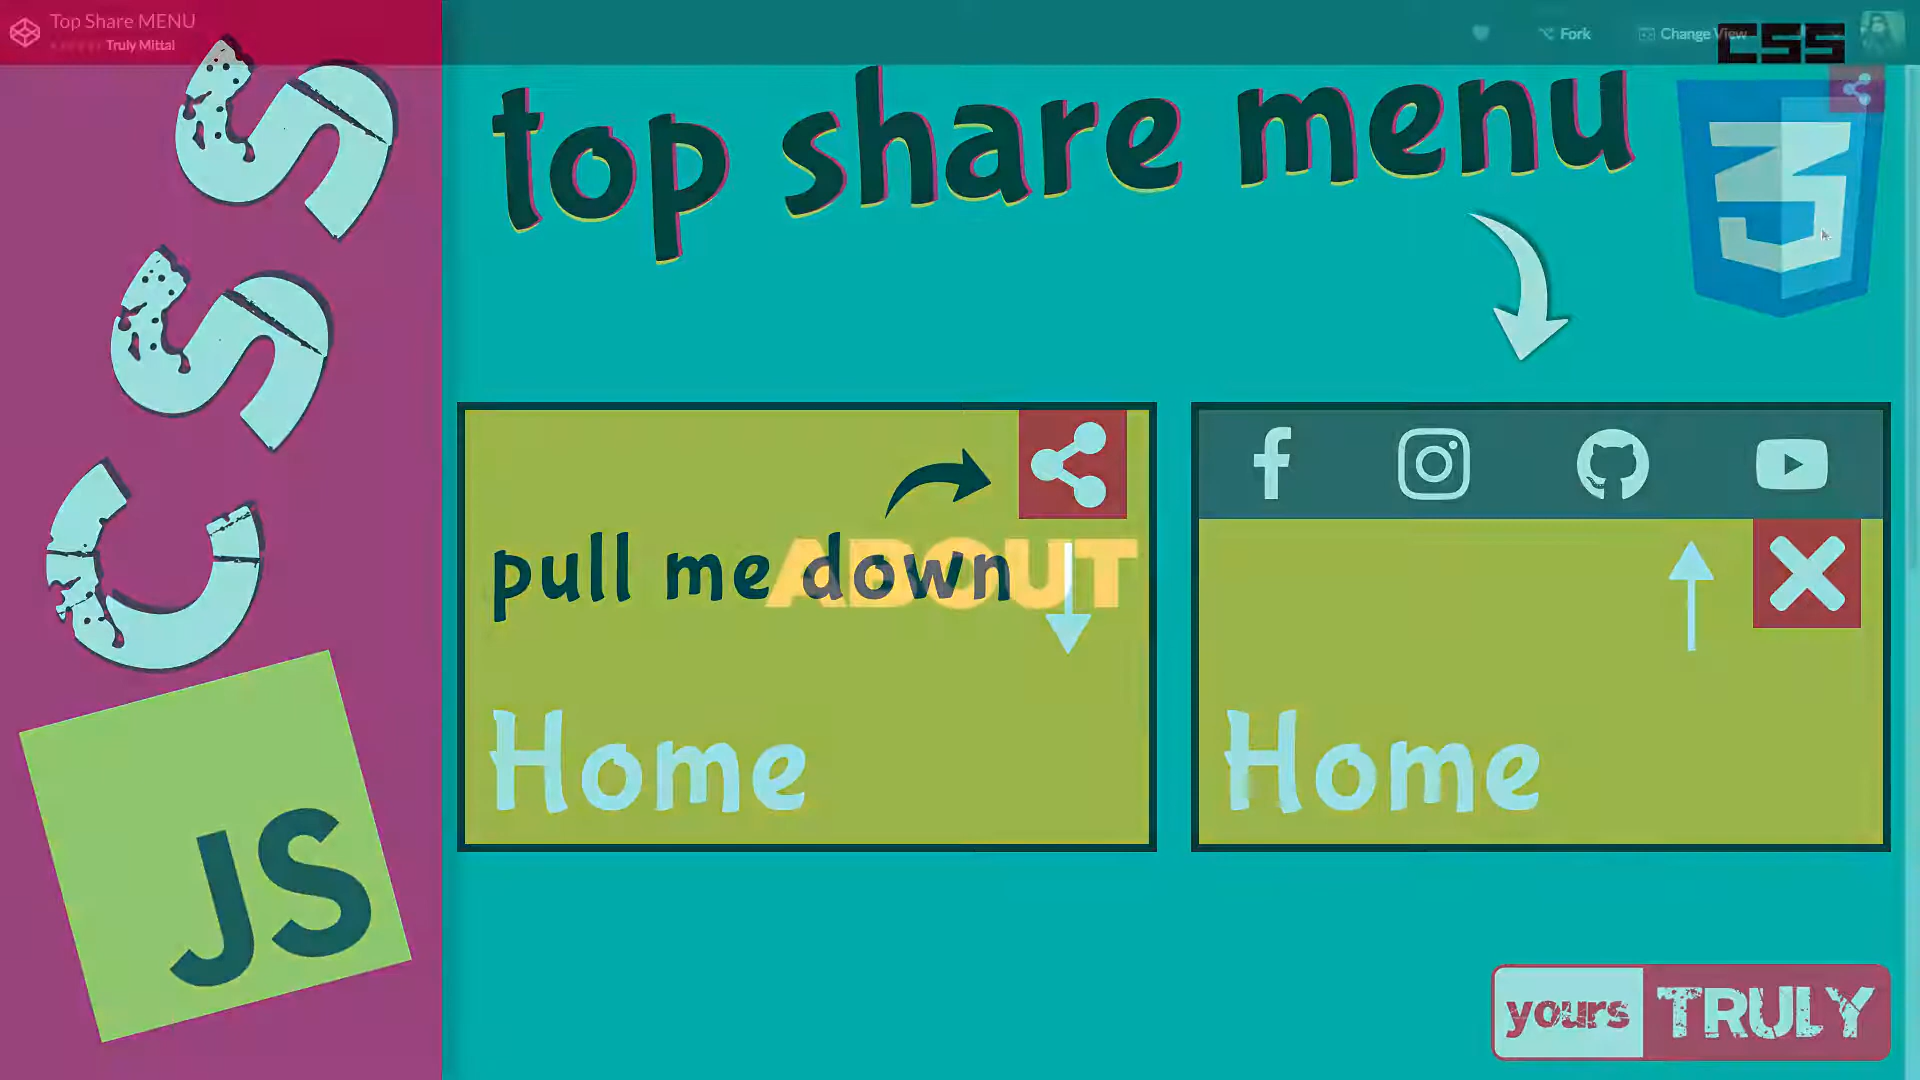 Top Share MENU
Truly Mittal
Fork
Change View
CSS
CSS
JS
top share menu
3
pull me down
ABOUT
Home
Home
yours TRULY